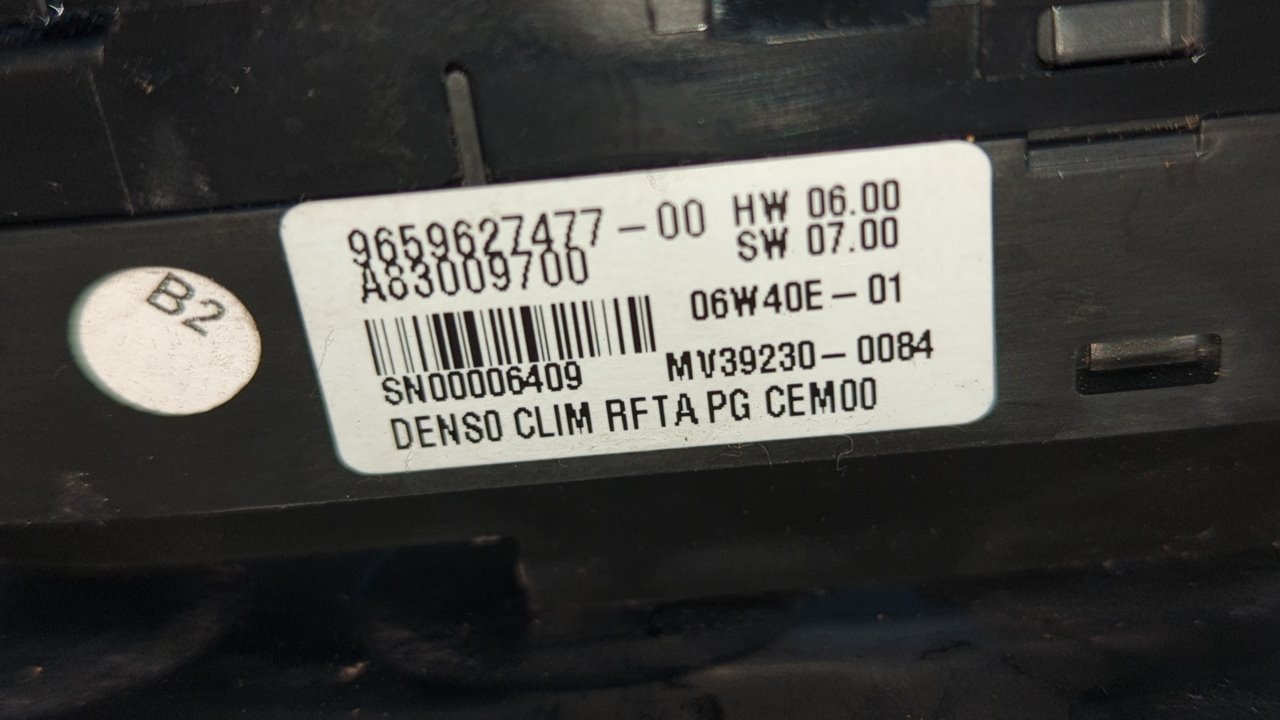 B2
9659627477-00 HW 06.00
A83009700 SW 07.00
06W40E-01
SN00006409 MV39230-0084
DENSO CLIM RFTA PG CEM00